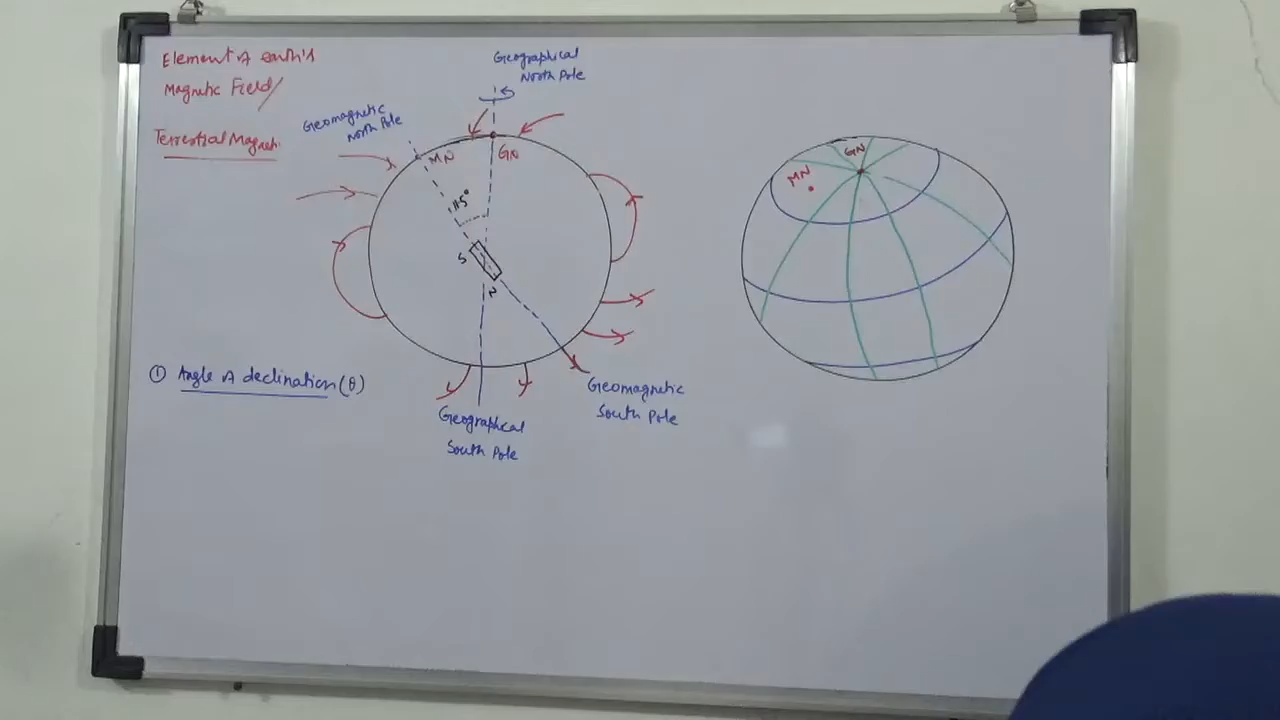 Element of earth's
Magnetic Field/
Terrestrial Magneti
Geographical
North Pole
Geomagnetic
North Pole
MN
GN
11.5°
S
N
① Angle of declination (θ)
Geographical
South Pole
Geomagnetic
South Pole
MN
GN